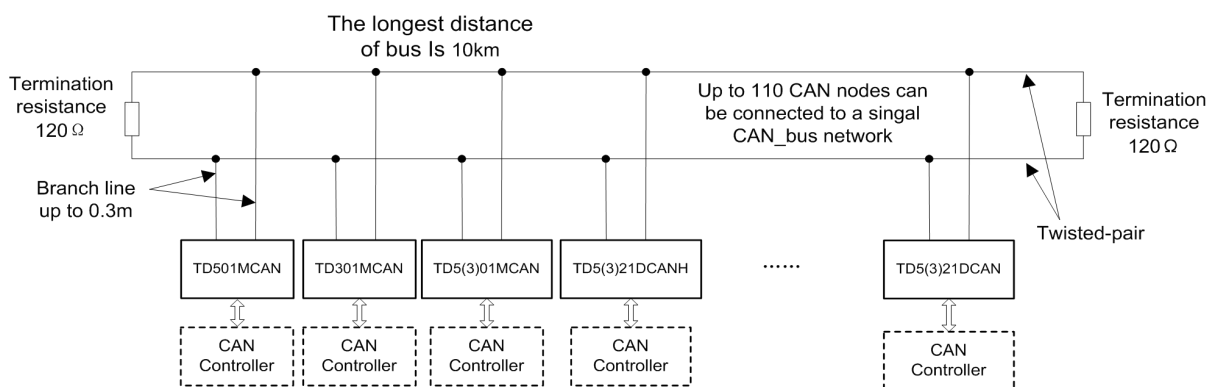 The longest distance
of bus Is 10km
Termination
resistance
120 Ω
Up to 110 CAN nodes can
be connected to a singal
CAN_bus network
Termination
resistance
120 Ω
Branch line
up to 0.3m
Twisted-pair
TD501MCAN
TD301MCAN
TD5(3)01MCAN
TD5(3)21DCANH
......
TD5(3)21DCAN
CAN
Controller
CAN
Controller
CAN
Controller
CAN
Controller
CAN
Controller